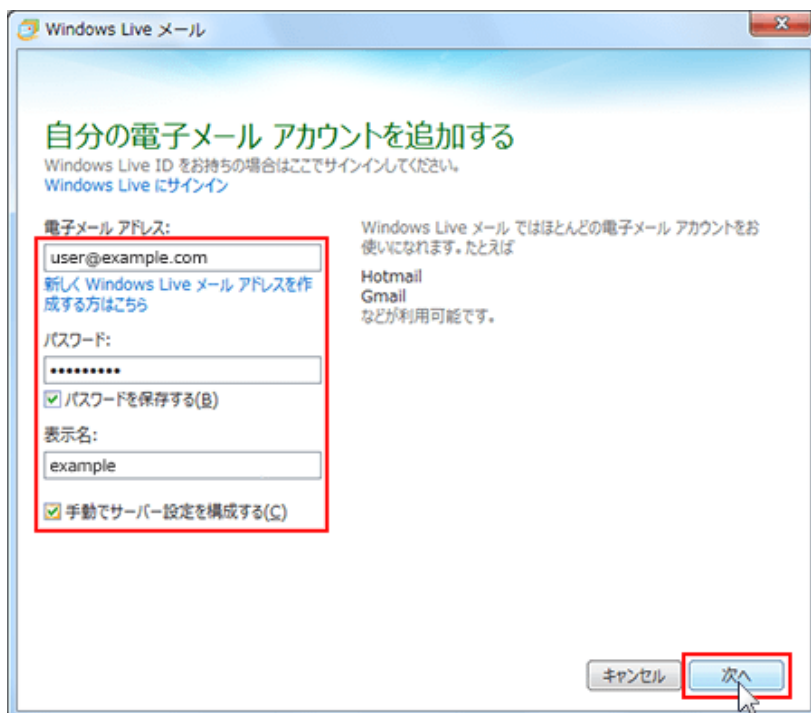 Windows Live メール
自分の電子メール アカウントを追加する
Windows Live ID をお持ちの場合はここでサインインしてください。
Windows Live にサインイン
電子メール アドレス:
user@example.com
新しく Windows Live メール アドレスを作
成する方はこちら
パスワード:
•••••••••
パスワードを保存する(B)
表示名:
example
手動でサーバー設定を構成する(C)
Windows Live メール ではほとんどの電子メール アカウントをお
使いになれます。たとえば
Hotmail
Gmail
などが利用可能です。
キャンセル
次へ